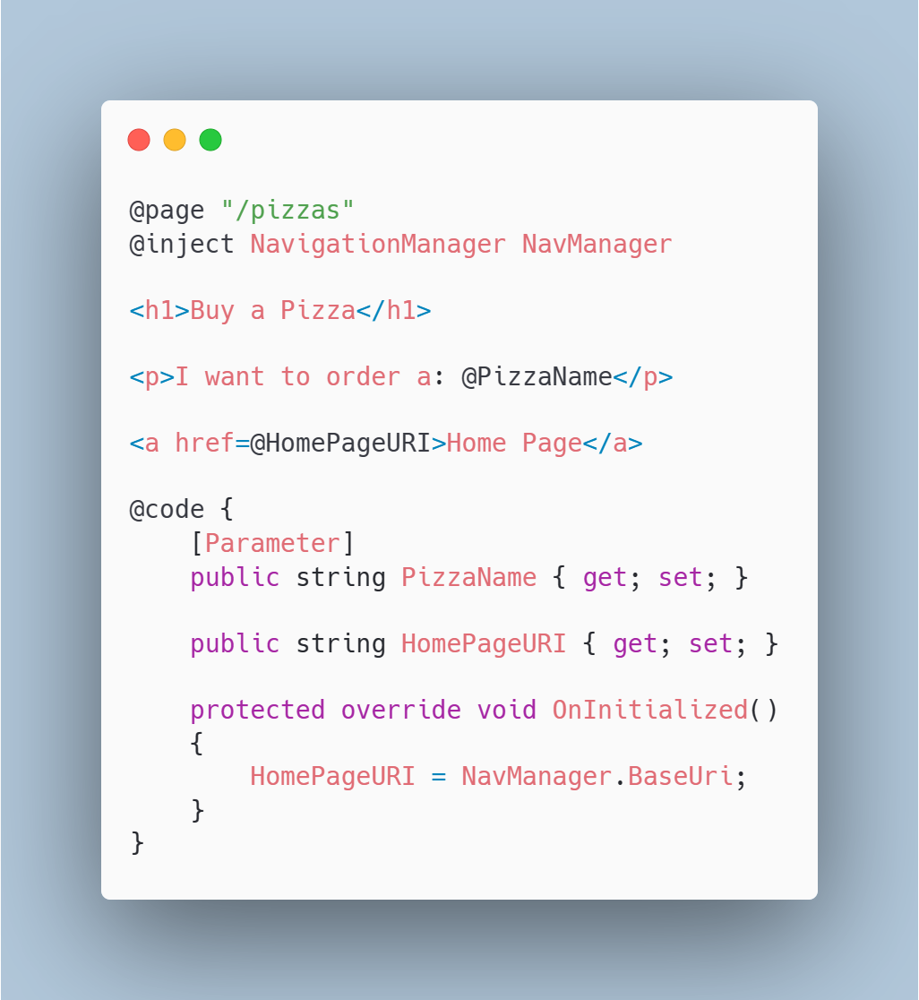 @page "/pizzas"
@inject NavigationManager NavManager

<h1>Buy a Pizza</h1>

<p>I want to order a: @PizzaName</p>

<a href=@HomePageURI>Home Page</a>

@code {
    [Parameter]
    public string PizzaName { get; set; }

    public string HomePageURI { get; set; }

    protected override void OnInitialized()
    {
        HomePageURI = NavManager.BaseUri;
    }
}